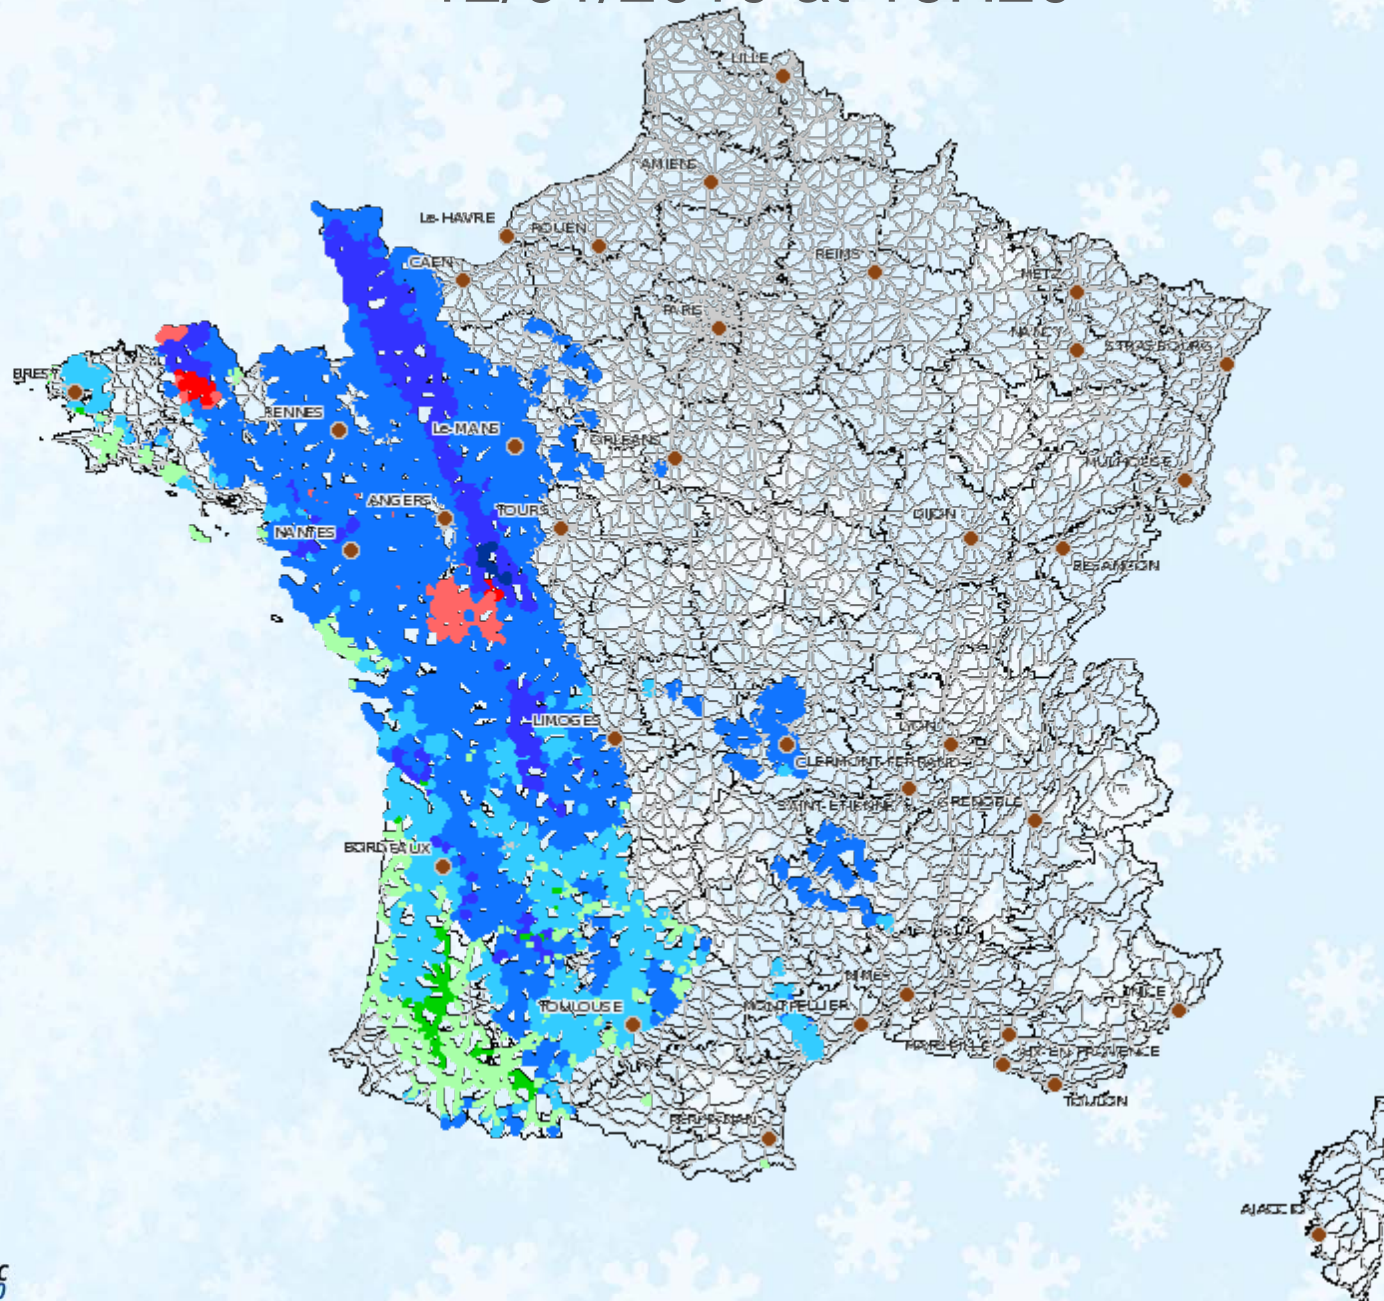 LILLE
AMIENS
Le-HAVRE
ROUEN
CAEN
REIMS
METZ
PARIS
NANCY
STRASBOURG
BREST
RENNES
Le-MANS
ORLEANS
MULHOUSE
ANGERS
TOURS
DIJON
NANTES
BESANCON
LIMOGES
LYON
CLERMONT-FERRAND
SAINT-ETIENNE
GRENOBLE
BORDEAUX
NIMES
TOULOUSE
MONTPELLIER
NICE
MARSEILLE
AIX-EN-PROVENCE
TOULON
PERPIGNAN
AJACCIO